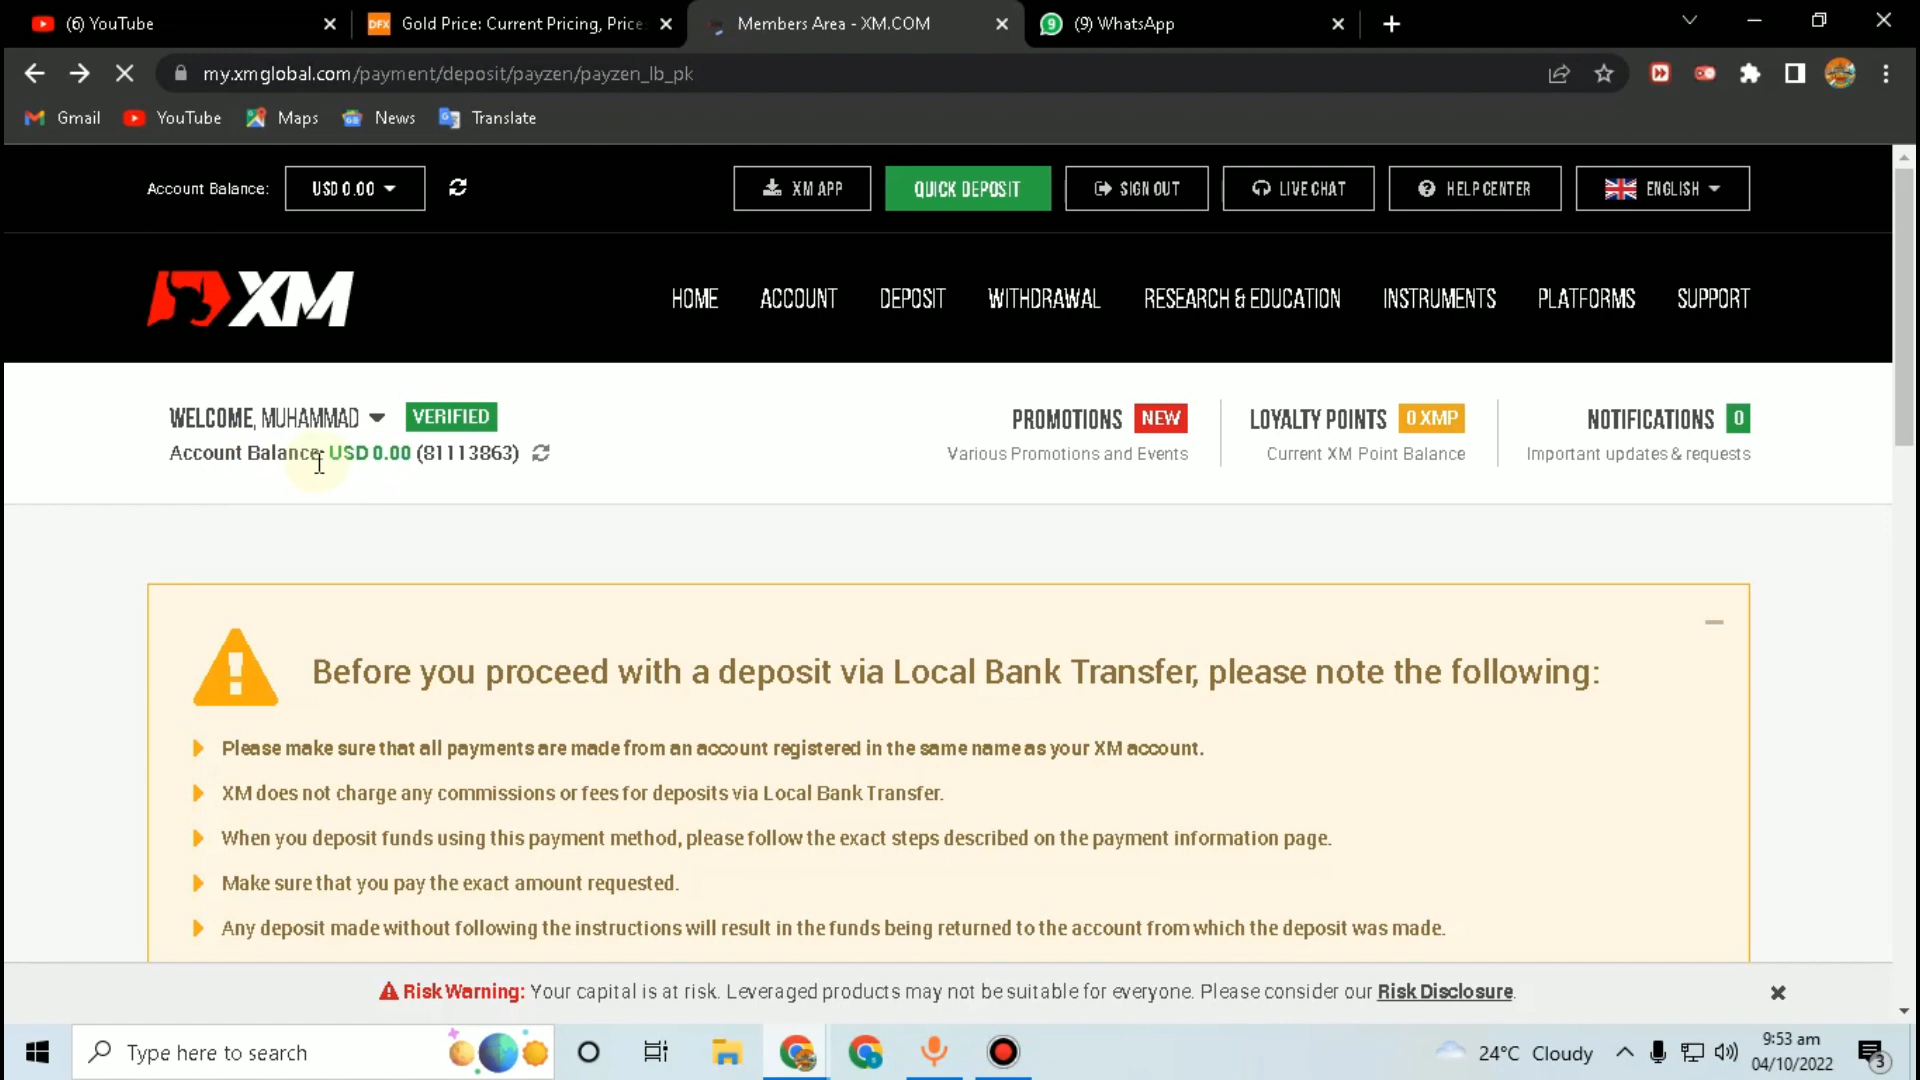 (6) YouTube
DFX Gold Price: Current Pricing, Price
Members Area - XM.COM
9 (9) WhatsApp
my.xmglobal.com/payment/deposit/payzen/payzen_lb_pk
Gmail YouTube Maps News Translate
Account Balance: USD 0.00
XM APP QUICK DEPOSIT SIGN OUT LIVE CHAT HELP CENTER ENGLISH
XM HOME ACCOUNT DEPOSIT WITHDRAWAL RESEARCH & EDUCATION INSTRUMENTS PLATFORMS SUPPORT
WELCOME, MUHAMMAD VERIFIED
Account Balance: USD 0.00 (81113863)
PROMOTIONS NEW
Various Promotions and Events
LOYALTY POINTS 0 XMP
Current XM Point Balance
NOTIFICATIONS 0
Important updates & requests
Before you proceed with a deposit via Local Bank Transfer, please note the following:
Please make sure that all payments are made from an account registered in the same name as your XM account.
XM does not charge any commissions or fees for deposits via Local Bank Transfer.
When you deposit funds using this payment method, please follow the exact steps described on the payment information page.
Make sure that you pay the exact amount requested.
Any deposit made without following the instructions will result in the funds being returned to the account from which the deposit was made.
Risk Warning: Your capital is at risk. Leveraged products may not be suitable for everyone. Please consider our Risk Disclosure.
Type here to search
24°C Cloudy
9:53 am
04/10/2022
3